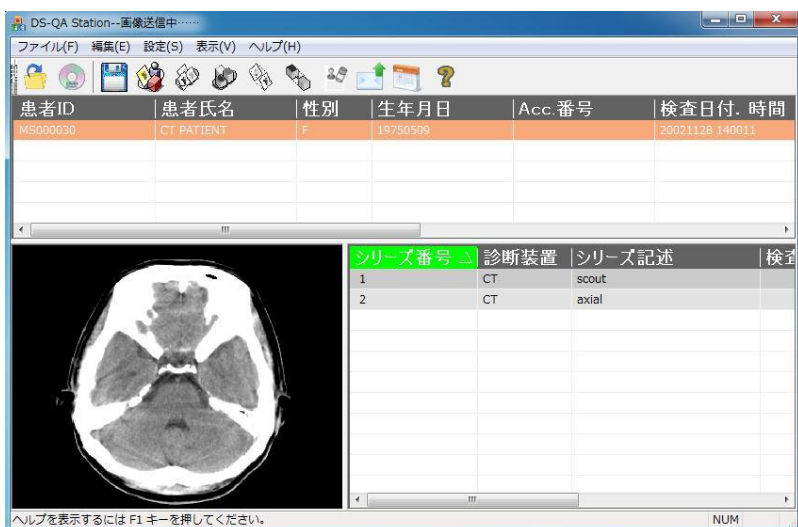 DS-QA Station--画像送信中……
ファイル(F) 編集(E) 設定(S) 表示(V) ヘルプ(H)
患者ID 患者氏名 性別 生年月日 Acc.番号 検査日付. 時間
MS000030 CT PATIENT F 19750509 20021128 140011
シリーズ番号 診断装置 シリーズ記述 検査
1 CT scout
2 CT axial
ヘルプを表示するには F1 キーを押してください。 NUM